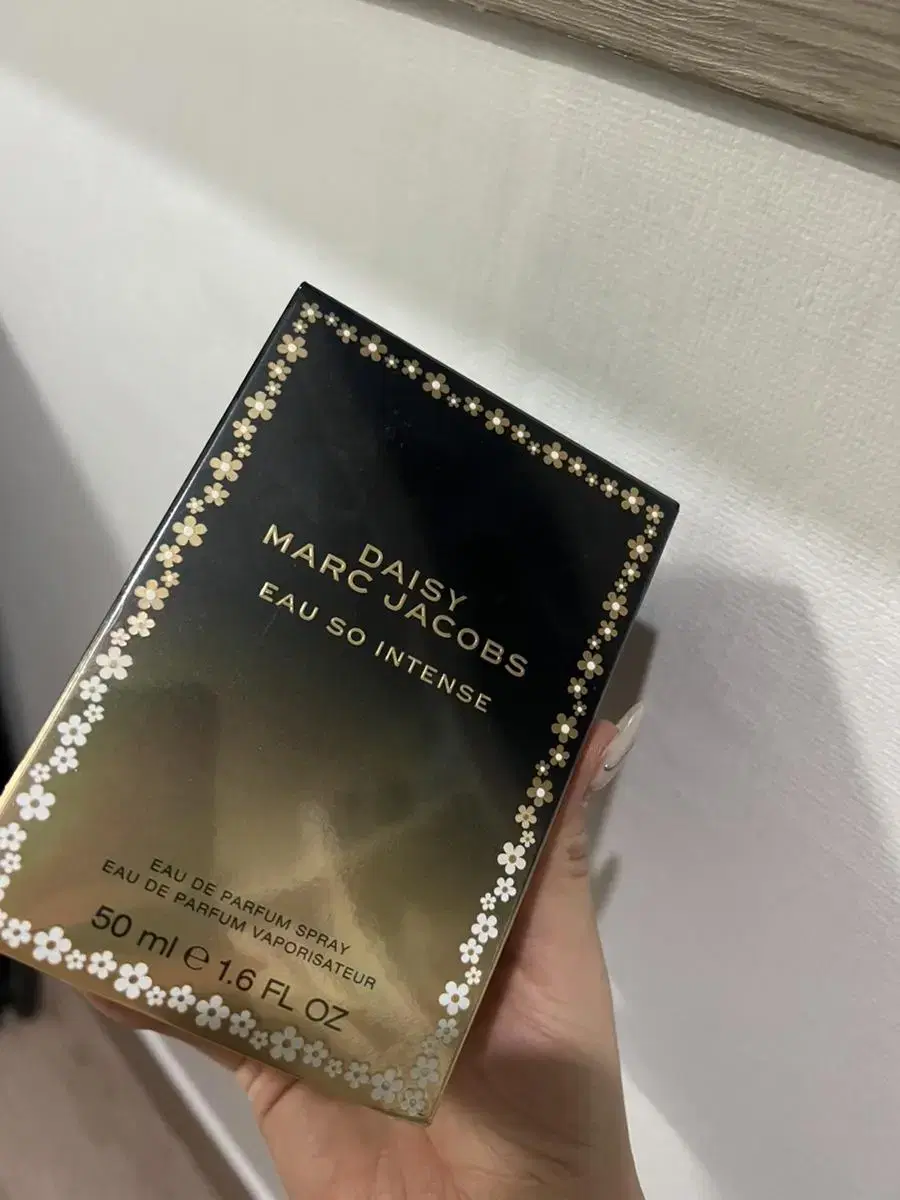 DAISY
MARC JACOBS
EAU SO INTENSE
EAU DE PARFUM SPRAY
EAU DE PARFUM VAPORISATEUR
50 ml ℮ 1.6 FL OZ